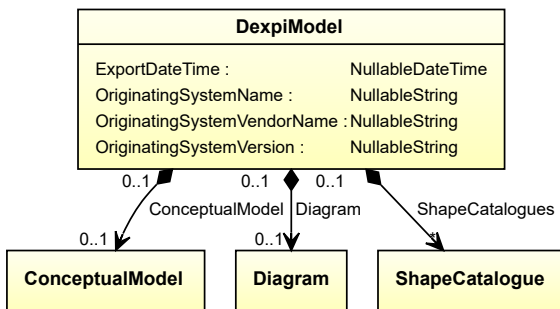 DexpiModel
ExportDateTime : NullableDateTime
OriginatingSystemName : NullableString
OriginatingSystemVendorName : NullableString
OriginatingSystemVersion : NullableString
0..1 0..1 0..1
ConceptualModel Diagram ShapeCatalogues
0..1 0..1 *
ConceptualModel Diagram ShapeCatalogue